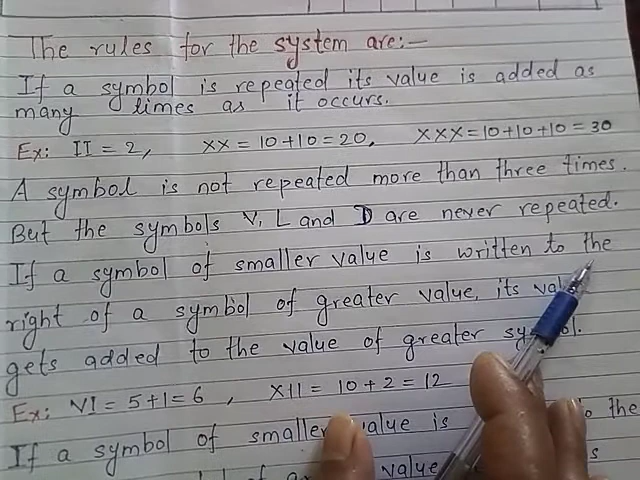 The rules for the system are:—
If a symbol is repeated its value is added as
many times as it occurs.
Ex: II = 2, XX = 10+10=20, XXX=10+10+10=30
A symbol is not repeated more than three times.
But the symbols V, L and D are never repeated.
If a symbol of smaller value is written to the
right of a symbol of greater value, its
gets added to the value of greater
Ex: VI = 5+1=6, XII = 10+2=12
If a symbol of smaller value is the
value